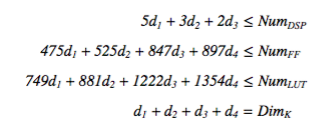 5d₁ + 3d₂ + 2d₃ ≤ Num_DSP
475d₁ + 525d₂ + 847d₃ + 897d₄ ≤ Num_FF
749d₁ + 881d₂ + 1222d₃ + 1354d₄ ≤ Num_LUT
d₁ + d₂ + d₃ + d₄ = Dim_K